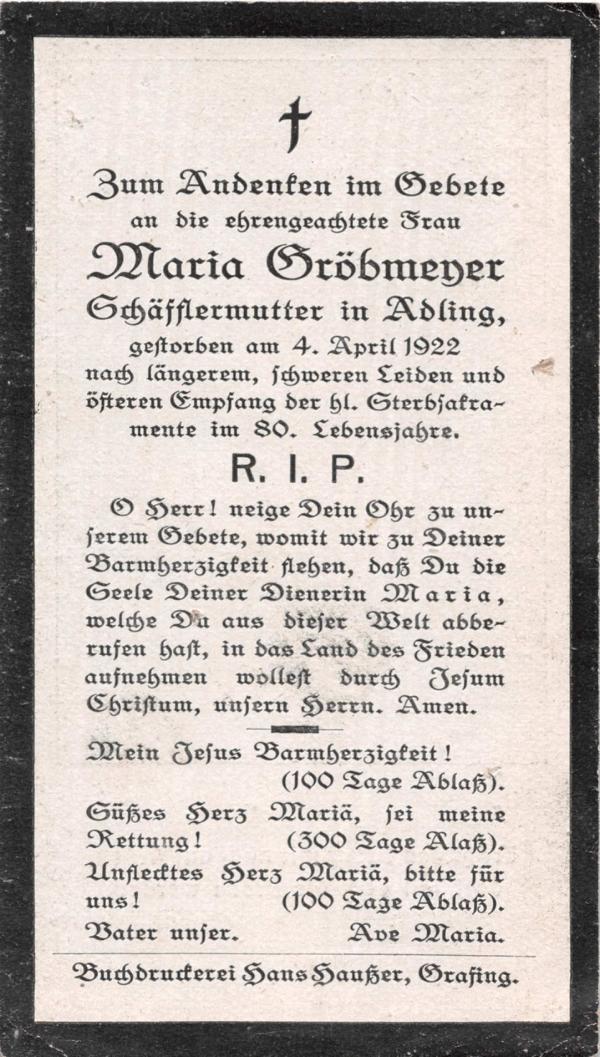 Zum Andenken im Gebete
an die ehrengeachtete Frau
Maria Gröbmeyer
Schäfflermutter in Adling,
gestorben am 4. April 1922
nach längerem, schweren Leiden und
öfteren Empfang der hl. Sterbsakra-
mente im 80. Lebensjahre.
R. I. P.
O Herr! neige Dein Ohr zu un-
serem Gebete, womit wir zu Deiner
Barmherzigkeit flehen, daß Du die
Seele Deiner Dienerin Maria,
welche Du aus dieser Welt abbe-
rufen hast, in das Land des Frieden
aufnehmen wollest durch Jesum
Christum, unsern Herrn. Amen.
Mein Jesus Barmherzigkeit!
(100 Tage Ablaß).
Süßes Herz Mariä, sei meine
Rettung! (300 Tage Alaß).
Unflecktes Herz Mariä, bitte für
uns! (100 Tage Ablaß).
Vater unser. Ave Maria.
Buchdruckerei Hans Haußer, Grafing.